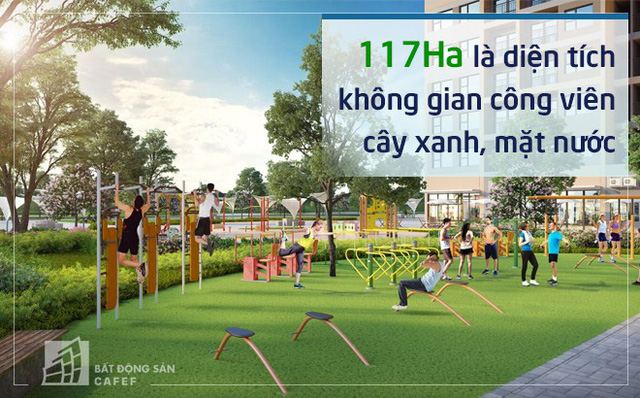 117Ha là diện tích
không gian công viên
cây xanh, mặt nước
BẤT ĐỘNG SẢN
CAFEF